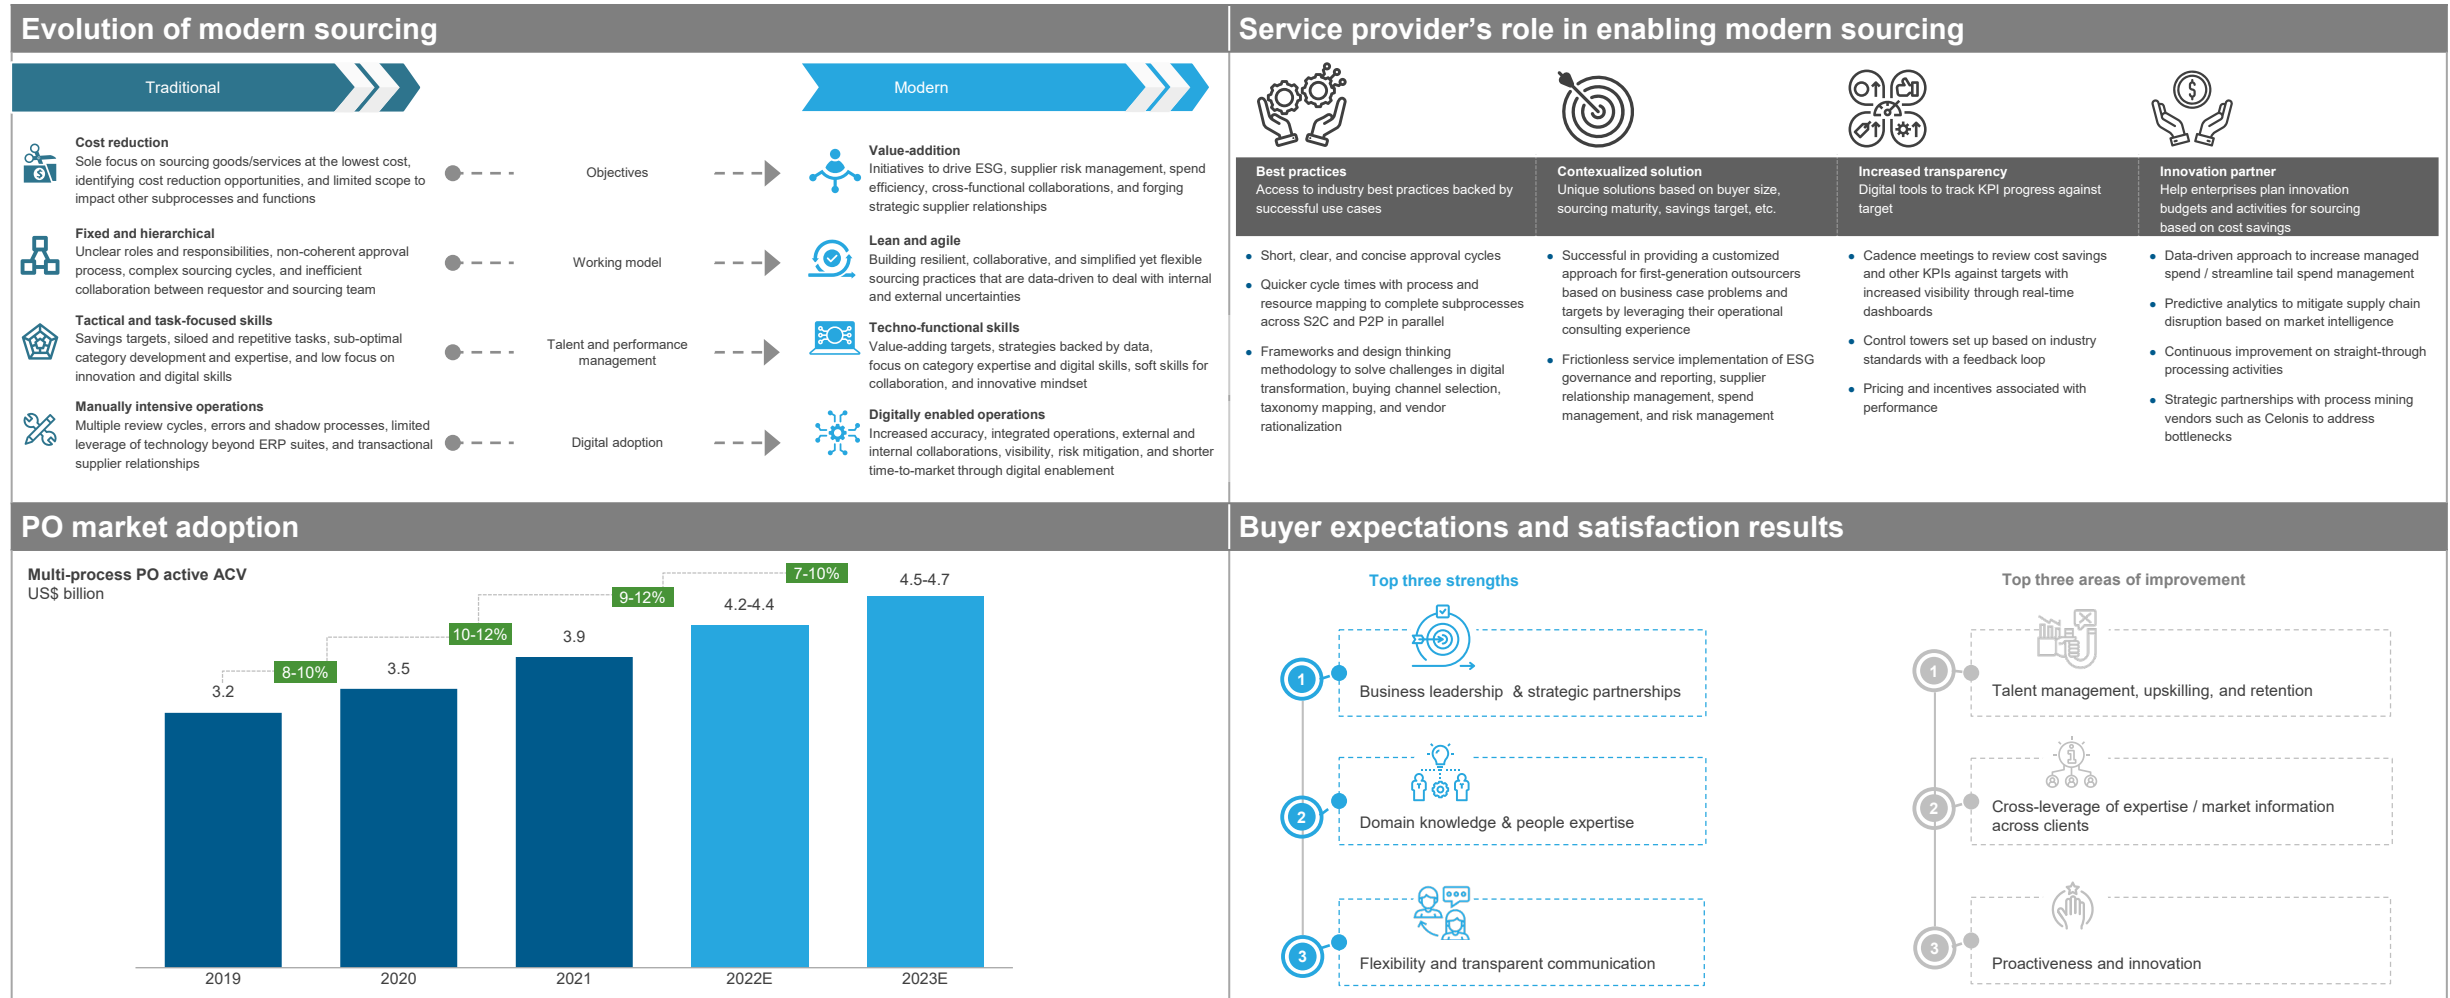 Evolution of modern sourcing
Traditional
Modern
Cost reduction
Sole focus on sourcing goods/services at the lowest cost,
identifying cost reduction opportunities, and limited scope to
impact other subprocesses and functions
Objectives
Value-addition
Initiatives to drive ESG, supplier risk management, spend
efficiency, cross-functional collaborations, and forging
strategic supplier relationships
Fixed and hierarchical
Unclear roles and responsibilities, non-coherent approval
process, complex sourcing cycles, and inefficient
collaboration between requestor and sourcing team
Working model
Lean and agile
Building resilient, collaborative, and simplified yet flexible
sourcing practices that are data-driven to deal with internal
and external uncertainties
Tactical and task-focused skills
Savings targets, siloed and repetitive tasks, sub-optimal
category development and expertise, and low focus on
innovation and digital skills
Talent and performance
management
Techno-functional skills
Value-adding targets, strategies backed by data,
focus on category expertise and digital skills, soft skills for
collaboration, and innovative mindset
Manually intensive operations
Multiple review cycles, errors and shadow processes, limited
leverage of technology beyond ERP suites, and transactional
supplier relationships
Digital adoption
Digitally enabled operations
Increased accuracy, integrated operations, external and
internal collaborations, visibility, risk mitigation, and shorter
time-to-market through digital enablement
Service provider’s role in enabling modern sourcing
Best practices
Access to industry best practices backed by
successful use cases
• Short, clear, and concise approval cycles
• Quicker cycle times with process and
resource mapping to complete subprocesses
across S2C and P2P in parallel
• Frameworks and design thinking
methodology to solve challenges in digital
transformation, buying channel selection,
taxonomy mapping, and vendor
rationalization
Contexualized solution
Unique solutions based on buyer size,
sourcing maturity, savings target, etc.
• Successful in providing a customized
approach for first-generation outsourcers
based on business case problems and
targets by leveraging their operational
consulting experience
• Frictionless service implementation of ESG
governance and reporting, supplier
relationship management, spend
management, and risk management
Increased transparency
Digital tools to track KPI progress against
target
• Cadence meetings to review cost savings
and other KPIs against targets with
increased visibility through real-time
dashboards
• Control towers set up based on industry
standards with a feedback loop
• Pricing and incentives associated with
performance
Innovation partner
Help enterprises plan innovation
budgets and activities for sourcing
based on cost savings
• Data-driven approach to increase managed
spend / streamline tail spend management
• Predictive analytics to mitigate supply chain
disruption based on market intelligence
• Continuous improvement on straight-through
processing activities
• Strategic partnerships with process mining
vendors such as Celonis to address
bottlenecks
PO market adoption
Multi-process PO active ACV
US$ billion
3.2
8-10%
3.5
10-12%
3.9
9-12%
4.2-4.4
7-10%
4.5-4.7
2019
2020
2021
2022E
2023E
Buyer expectations and satisfaction results
Top three strengths
1
Business leadership & strategic partnerships
2
Domain knowledge & people expertise
3
Flexibility and transparent communication
Top three areas of improvement
1
Talent management, upskilling, and retention
2
Cross-leverage of expertise / market information
across clients
3
Proactiveness and innovation